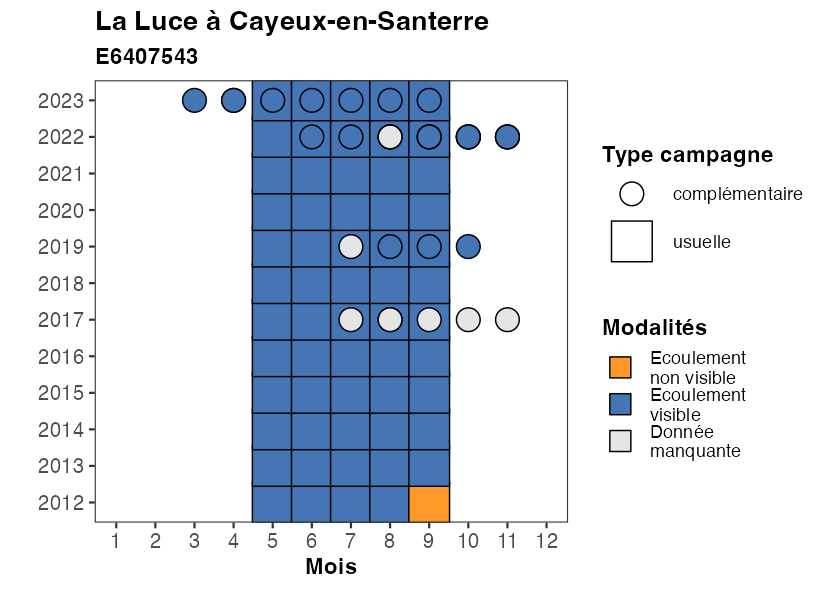 La Luce à Cayeux-en-Santerre
E6407543
2023
2022
2021
2020
2019
2018
2017
2016
2015
2014
2013
2012
1 2 3 4 5 6 7 8 9 10 11 12
Mois
Type campagne
complémentaire
usuelle
Modalités
Ecoulement
non visible
Ecoulement
visible
Donnée
manquante